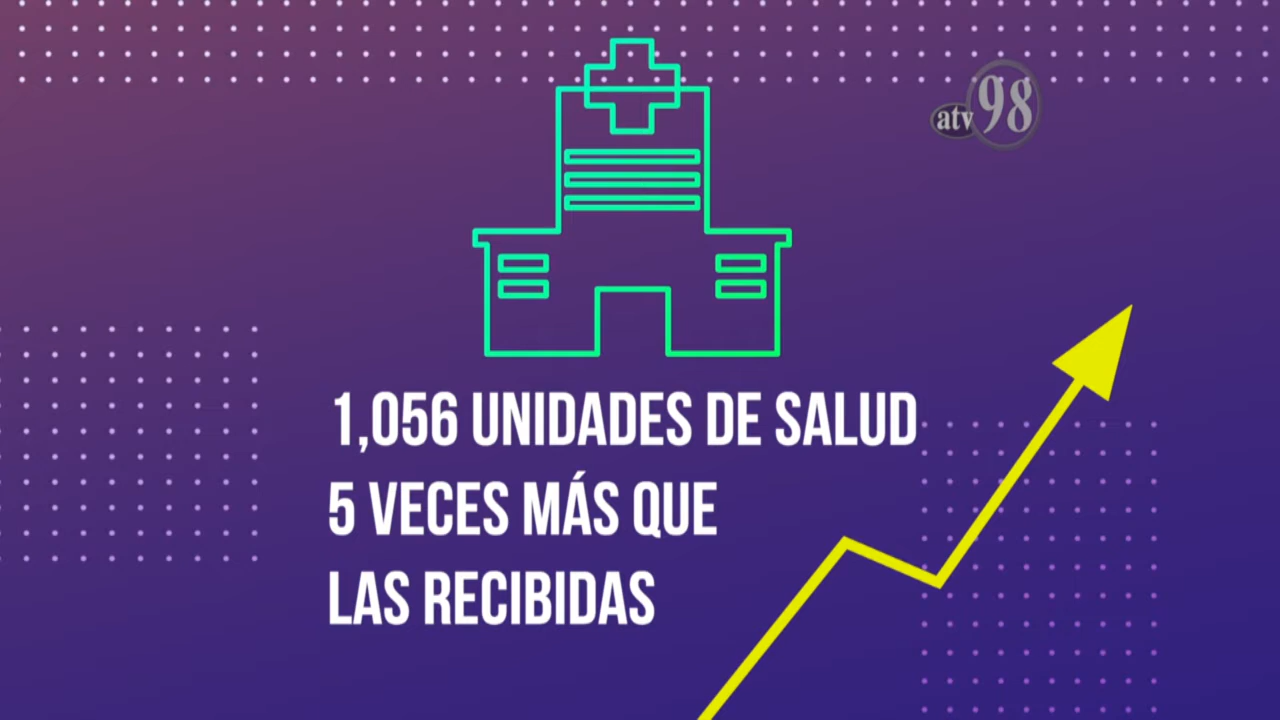 atv 98
1,056 UNIDADES DE SALUD
5 VECES MÁS QUE
LAS RECIBIDAS